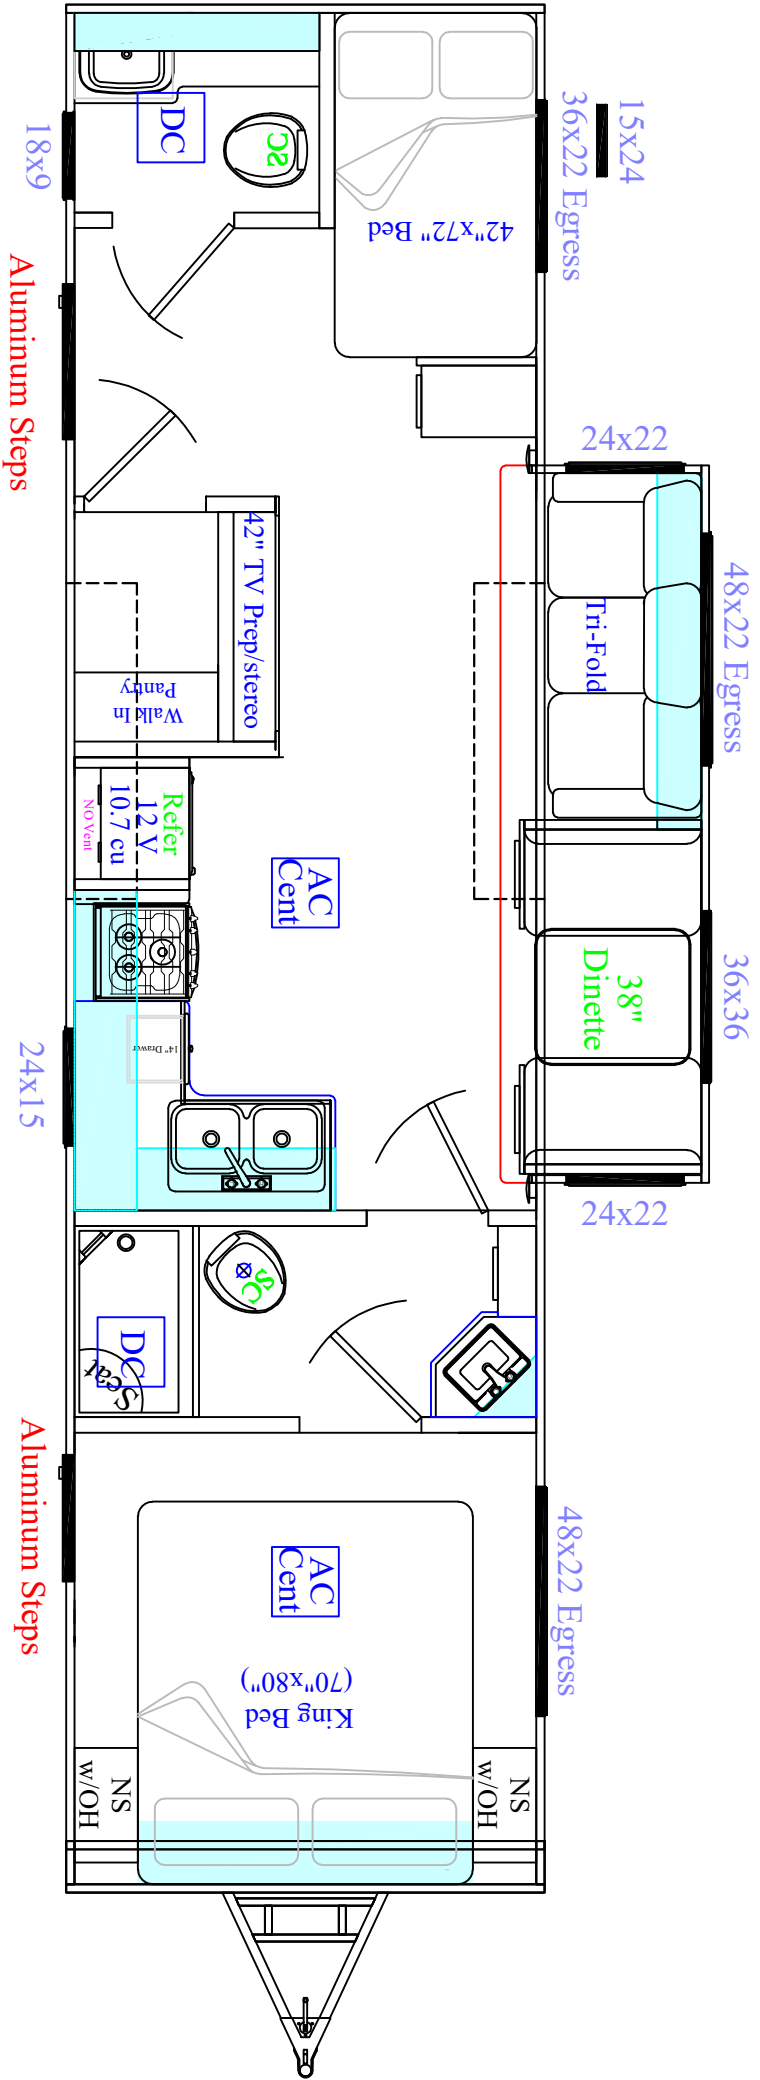 15x24
36x22 Egress
18x9
DC
SC
42"x72" Bed
Aluminum Steps
24x22
48x22 Egress
Tri-Fold
42" TV Prep/stereo
Walk In
Pantry
Refer
12 V
10.7 cu
NO Vent
AC
Cent
38"
Dinette
36x36
14" Drawer
24x15
24x22
SC
DC
Seat
Aluminum Steps
48x22 Egress
AC
Cent
King Bed
(70"x80")
NS
w/OH
NS
w/OH